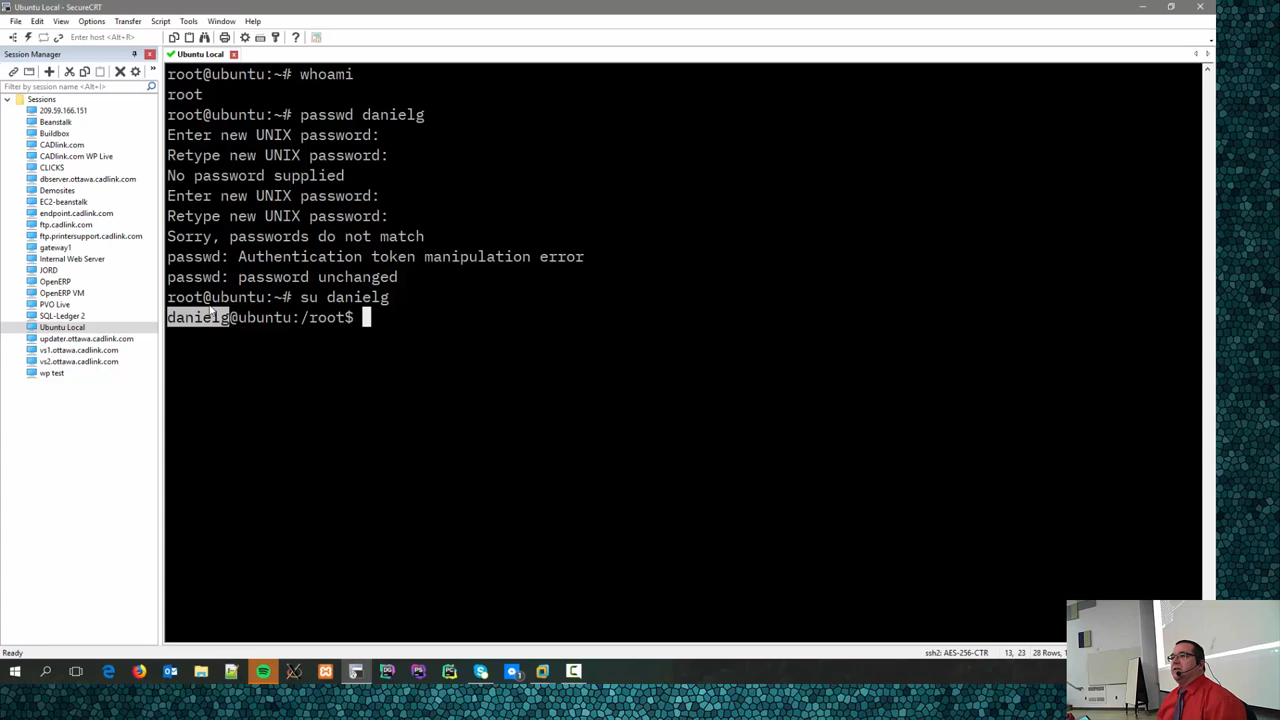 Ubuntu Local - SecureCRT
File Edit View Options Transfer Script Tools Window Help
Enter host <Alt+R>
Session Manager
Ubuntu Local
Filter by session name <Alt+I>
Sessions
209.59.166.151
Beanstalk
Buildbox
CADlink.com
CADlink.com WP Live
CLICKS
dbserver.ottawa.cadlink.com
Demosites
EC2-beanstalk
endpoint.cadlink.com
ftp.cadlink.com
ftp.printersupport.cadlink.com
gateway1
Internal Web Server
JORD
OpenERP
OpenERP VM
PVO Live
SQL-Ledger 2
Ubuntu Local
updater.ottawa.cadlink.com
vs1.ottawa.cadlink.com
vs2.ottawa.cadlink.com
wp test
root@ubuntu:~# whoami
root
root@ubuntu:~# passwd danielg
Enter new UNIX password:
Retype new UNIX password:
No password supplied
Enter new UNIX password:
Retype new UNIX password:
Sorry, passwords do not match
passwd: Authentication token manipulation error
passwd: password unchanged
root@ubuntu:~# su danielg
danielg@ubuntu:/root$
Ready
ssh2: AES-256-CTR 13, 23 28 Rows,